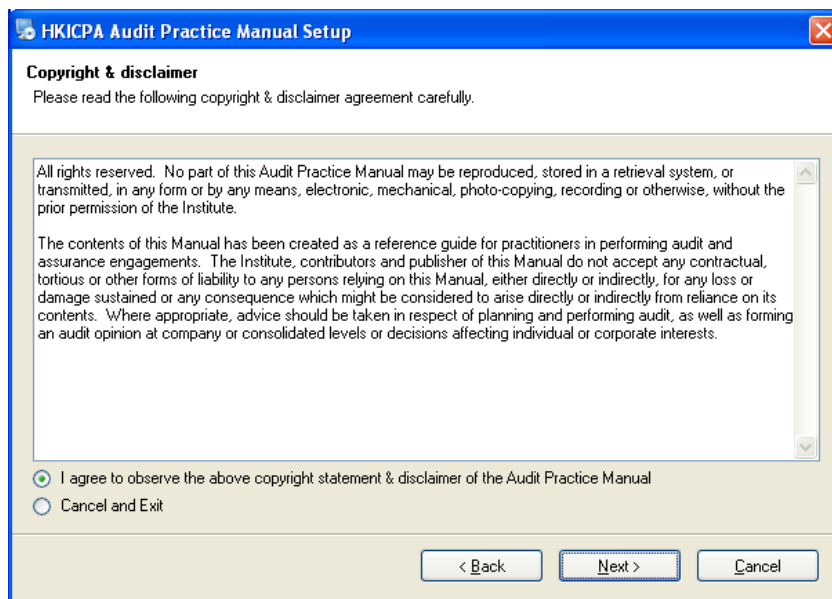 HKICPA Audit Practice Manual Setup
Copyright & disclaimer
Please read the following copyright & disclaimer agreement carefully.
All rights reserved. No part of this Audit Practice Manual may be reproduced, stored in a retrieval system, or
transmitted, in any form or by any means, electronic, mechanical, photo-copying, recording or otherwise, without the
prior permission of the Institute.
The contents of this Manual has been created as a reference guide for practitioners in performing audit and
assurance engagements. The Institute, contributors and publisher of this Manual do not accept any contractual,
tortious or other forms of liability to any persons relying on this Manual, either directly or indirectly, for any loss or
damage sustained or any consequence which might be considered to arise directly or indirectly from reliance on its
contents. Where appropriate, advice should be taken in respect of planning and performing audit, as well as forming
an audit opinion at company or consolidated levels or decisions affecting individual or corporate interests.
I agree to observe the above copyright statement & disclaimer of the Audit Practice Manual
Cancel and Exit
< Back Next > Cancel